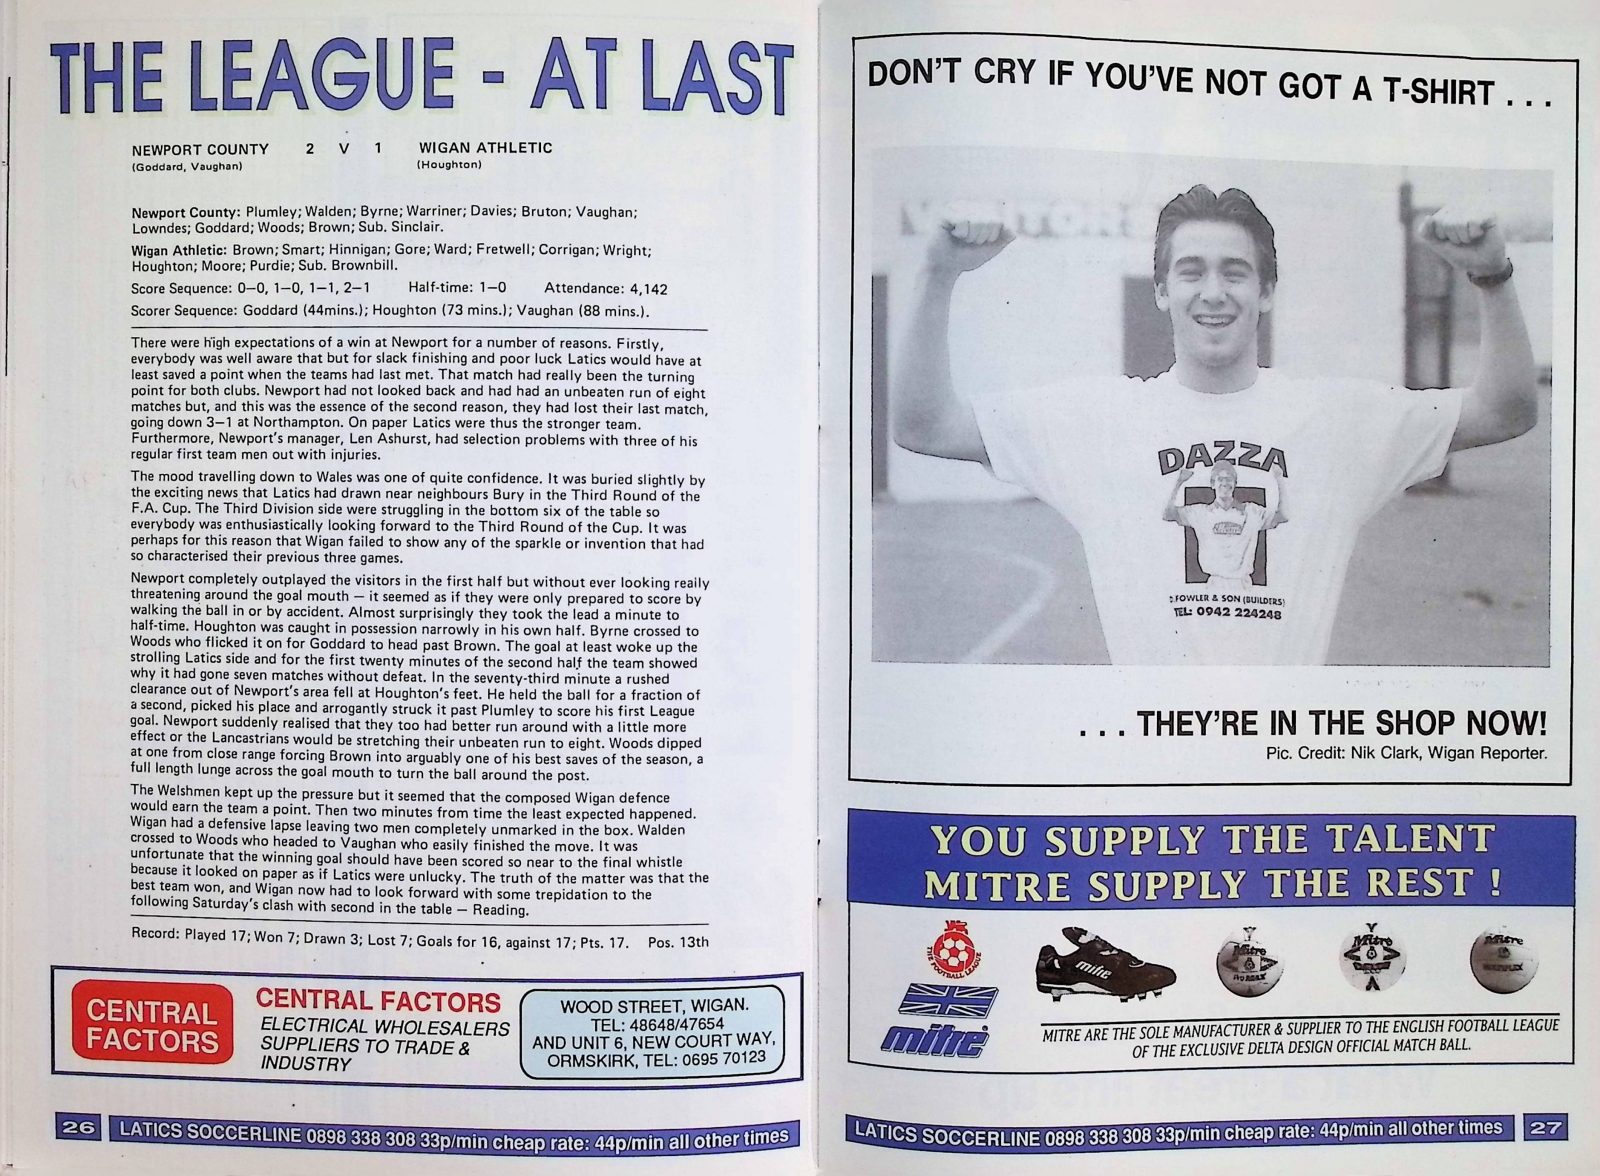 THE LEAGUE - AT LAST
NEWPORT COUNTY 2 V 1 WIGAN ATHLETIC
(Goddard, Vaughan) (Houghton)
Newport County: Plumley; Walden; Byrne; Warriner; Davies; Bruton; Vaughan;
Lowndes; Goddard; Woods; Brown; Sub. Sinclair.
Wigan Athletic: Brown; Smart; Hinnigan; Gore; Ward; Fretwell; Corrigan; Wright;
Houghton; Moore; Purdie; Sub. Brownbill.
Score Sequence: 0—0, 1—0, 1—1, 2—1 Half-time: 1—0 Attendance: 4,142
Scorer Sequence: Goddard (44mins.); Houghton (73 mins.); Vaughan (88 mins.).
There were high expectations of a win at Newport for a number of reasons. Firstly,
everybody was well aware that but for slack finishing and poor luck Latics would have at
least saved a point when the teams had last met. That match had really been the turning
point for both clubs. Newport had not looked back and had had an unbeaten run of eight
matches but, and this was the essence of the second reason, they had lost their last match,
going down 3—1 at Northampton. On paper Latics were thus the stronger team.
Furthermore, Newport's manager, Len Ashurst, had selection problems with three of his
regular first team men out with injuries.
The mood travelling down to Wales was one of quite confidence. It was buried slightly by
the exciting news that Latics had drawn near neighbours Bury in the Third Round of the
F.A. Cup. The Third Division side were struggling in the bottom six of the table so
everybody was enthusiastically looking forward to the Third Round of the Cup. It was
perhaps for this reason that Wigan failed to show any of the sparkle or invention that had
so characterised their previous three games.
Newport completely outplayed the visitors in the first half but without ever looking really
threatening around the goal mouth — it seemed as if they were only prepared to score by
walking the ball in or by accident. Almost surprisingly they took the lead a minute to
half-time. Houghton was caught in possession narrowly in his own half. Byrne crossed to
Woods who flicked it on for Goddard to head past Brown. The goal at least woke up the
strolling Latics side and for the first twenty minutes of the second half the team showed
why it had gone seven matches without defeat. In the seventy-third minute a rushed
clearance out of Newport's area fell at Houghton's feet. He held the ball for a fraction of
a second, picked his place and arrogantly struck it past Plumley to score his first League
goal. Newport suddenly realised that they too had better run around with a little more
effect or the Lancastrians would be stretching their unbeaten run to eight. Woods dipped
at one from close range forcing Brown into arguably one of his best saves of the season, a
full length lunge across the goal mouth to turn the ball around the post.
The Welshmen kept up the pressure but it seemed that the composed Wigan defence
would earn the team a point. Then two minutes from time the least expected happened.
Wigan had a defensive lapse leaving two men completely unmarked in the box. Walden
crossed to Woods who headed to Vaughan who easily finished the move. It was
unfortunate that the winning goal should have been scored so near to the final whistle
because it looked on paper as if Latics were unlucky. The truth of the matter was that the
best team won, and Wigan now had to look forward with some trepidation to the
following Saturday's clash with second in the table — Reading.
Record: Played 17; Won 7; Drawn 3; Lost 7; Goals for 16, against 17; Pts. 17. Pos. 13th
CENTRAL
FACTORS
CENTRAL FACTORS
ELECTRICAL WHOLESALERS
SUPPLIERS TO TRADE &
INDUSTRY
WOOD STREET, WIGAN.
TEL: 48648/47654
AND UNIT 6, NEW COURT WAY,
ORMSKIRK, TEL: 0695 70123
26 LATICS SOCCERLINE 0898 338 308 33p/min cheap rate: 44p/min all other times
DON'T CRY IF YOU'VE NOT GOT A T-SHIRT . . .
DAZZA
FOWLER & SON (BUILDERS)
TEL: 0942 224248
. . . THEY'RE IN THE SHOP NOW!
Pic. Credit: Nik Clark, Wigan Reporter.
YOU SUPPLY THE TALENT
MITRE SUPPLY THE REST !
THE FOOTBALL LEAGUE
mitre
mitre
Mitre
Mitre
Mitre
MITRE ARE THE SOLE MANUFACTURER & SUPPLIER TO THE ENGLISH FOOTBALL LEAGUE
OF THE EXCLUSIVE DELTA DESIGN OFFICIAL MATCH BALL.
LATICS SOCCERLINE 0898 338 308 33p/min cheap rate: 44p/min all other times 27